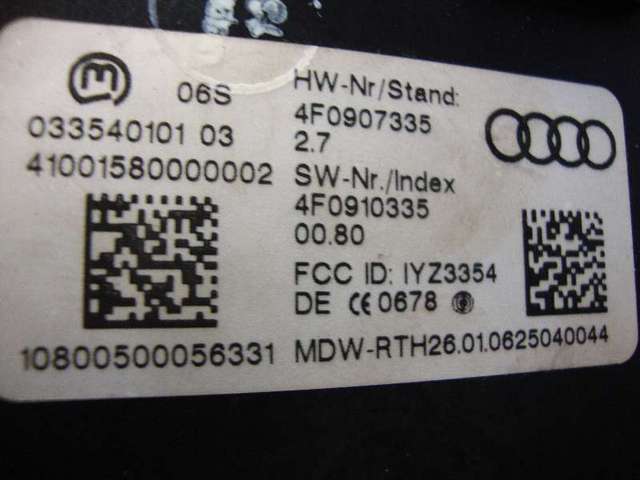 06S
033540101 03
41001580000002
10800500056331
HW-Nr/Stand:
4F0907335
2.7
SW-Nr./Index
4F0910335
00.80
FCC ID: IYZ3354
DE CE 0678
MDW-RTH26.01.0625040044